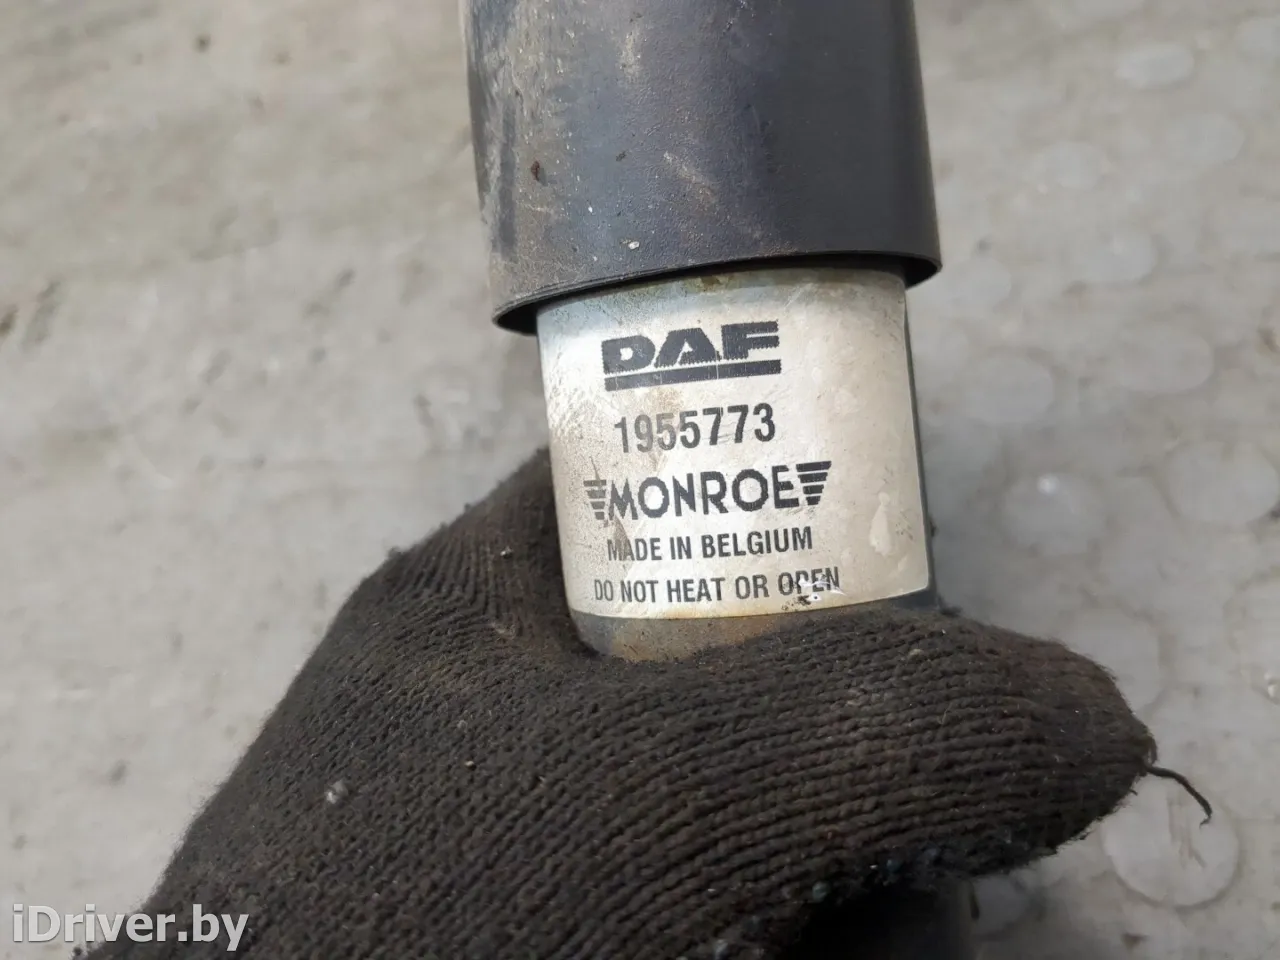 DAF
1955773
MONROE
MADE IN BELGIUM
DO NOT HEAT OR OPEN
iDriver.by